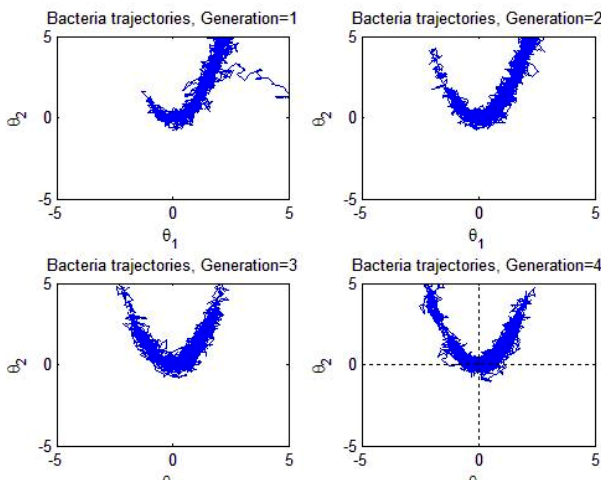 Bacteria trajectories, Generation=1
5
0
-5
-5 0 5
θ2
θ1
Bacteria trajectories, Generation=2
5
0
-5
-5 0 5
θ2
θ1
Bacteria trajectories, Generation=3
5
0
-5
-5 0 5
θ2
Bacteria trajectories, Generation=4
5
0
-5
-5 0 5
θ2